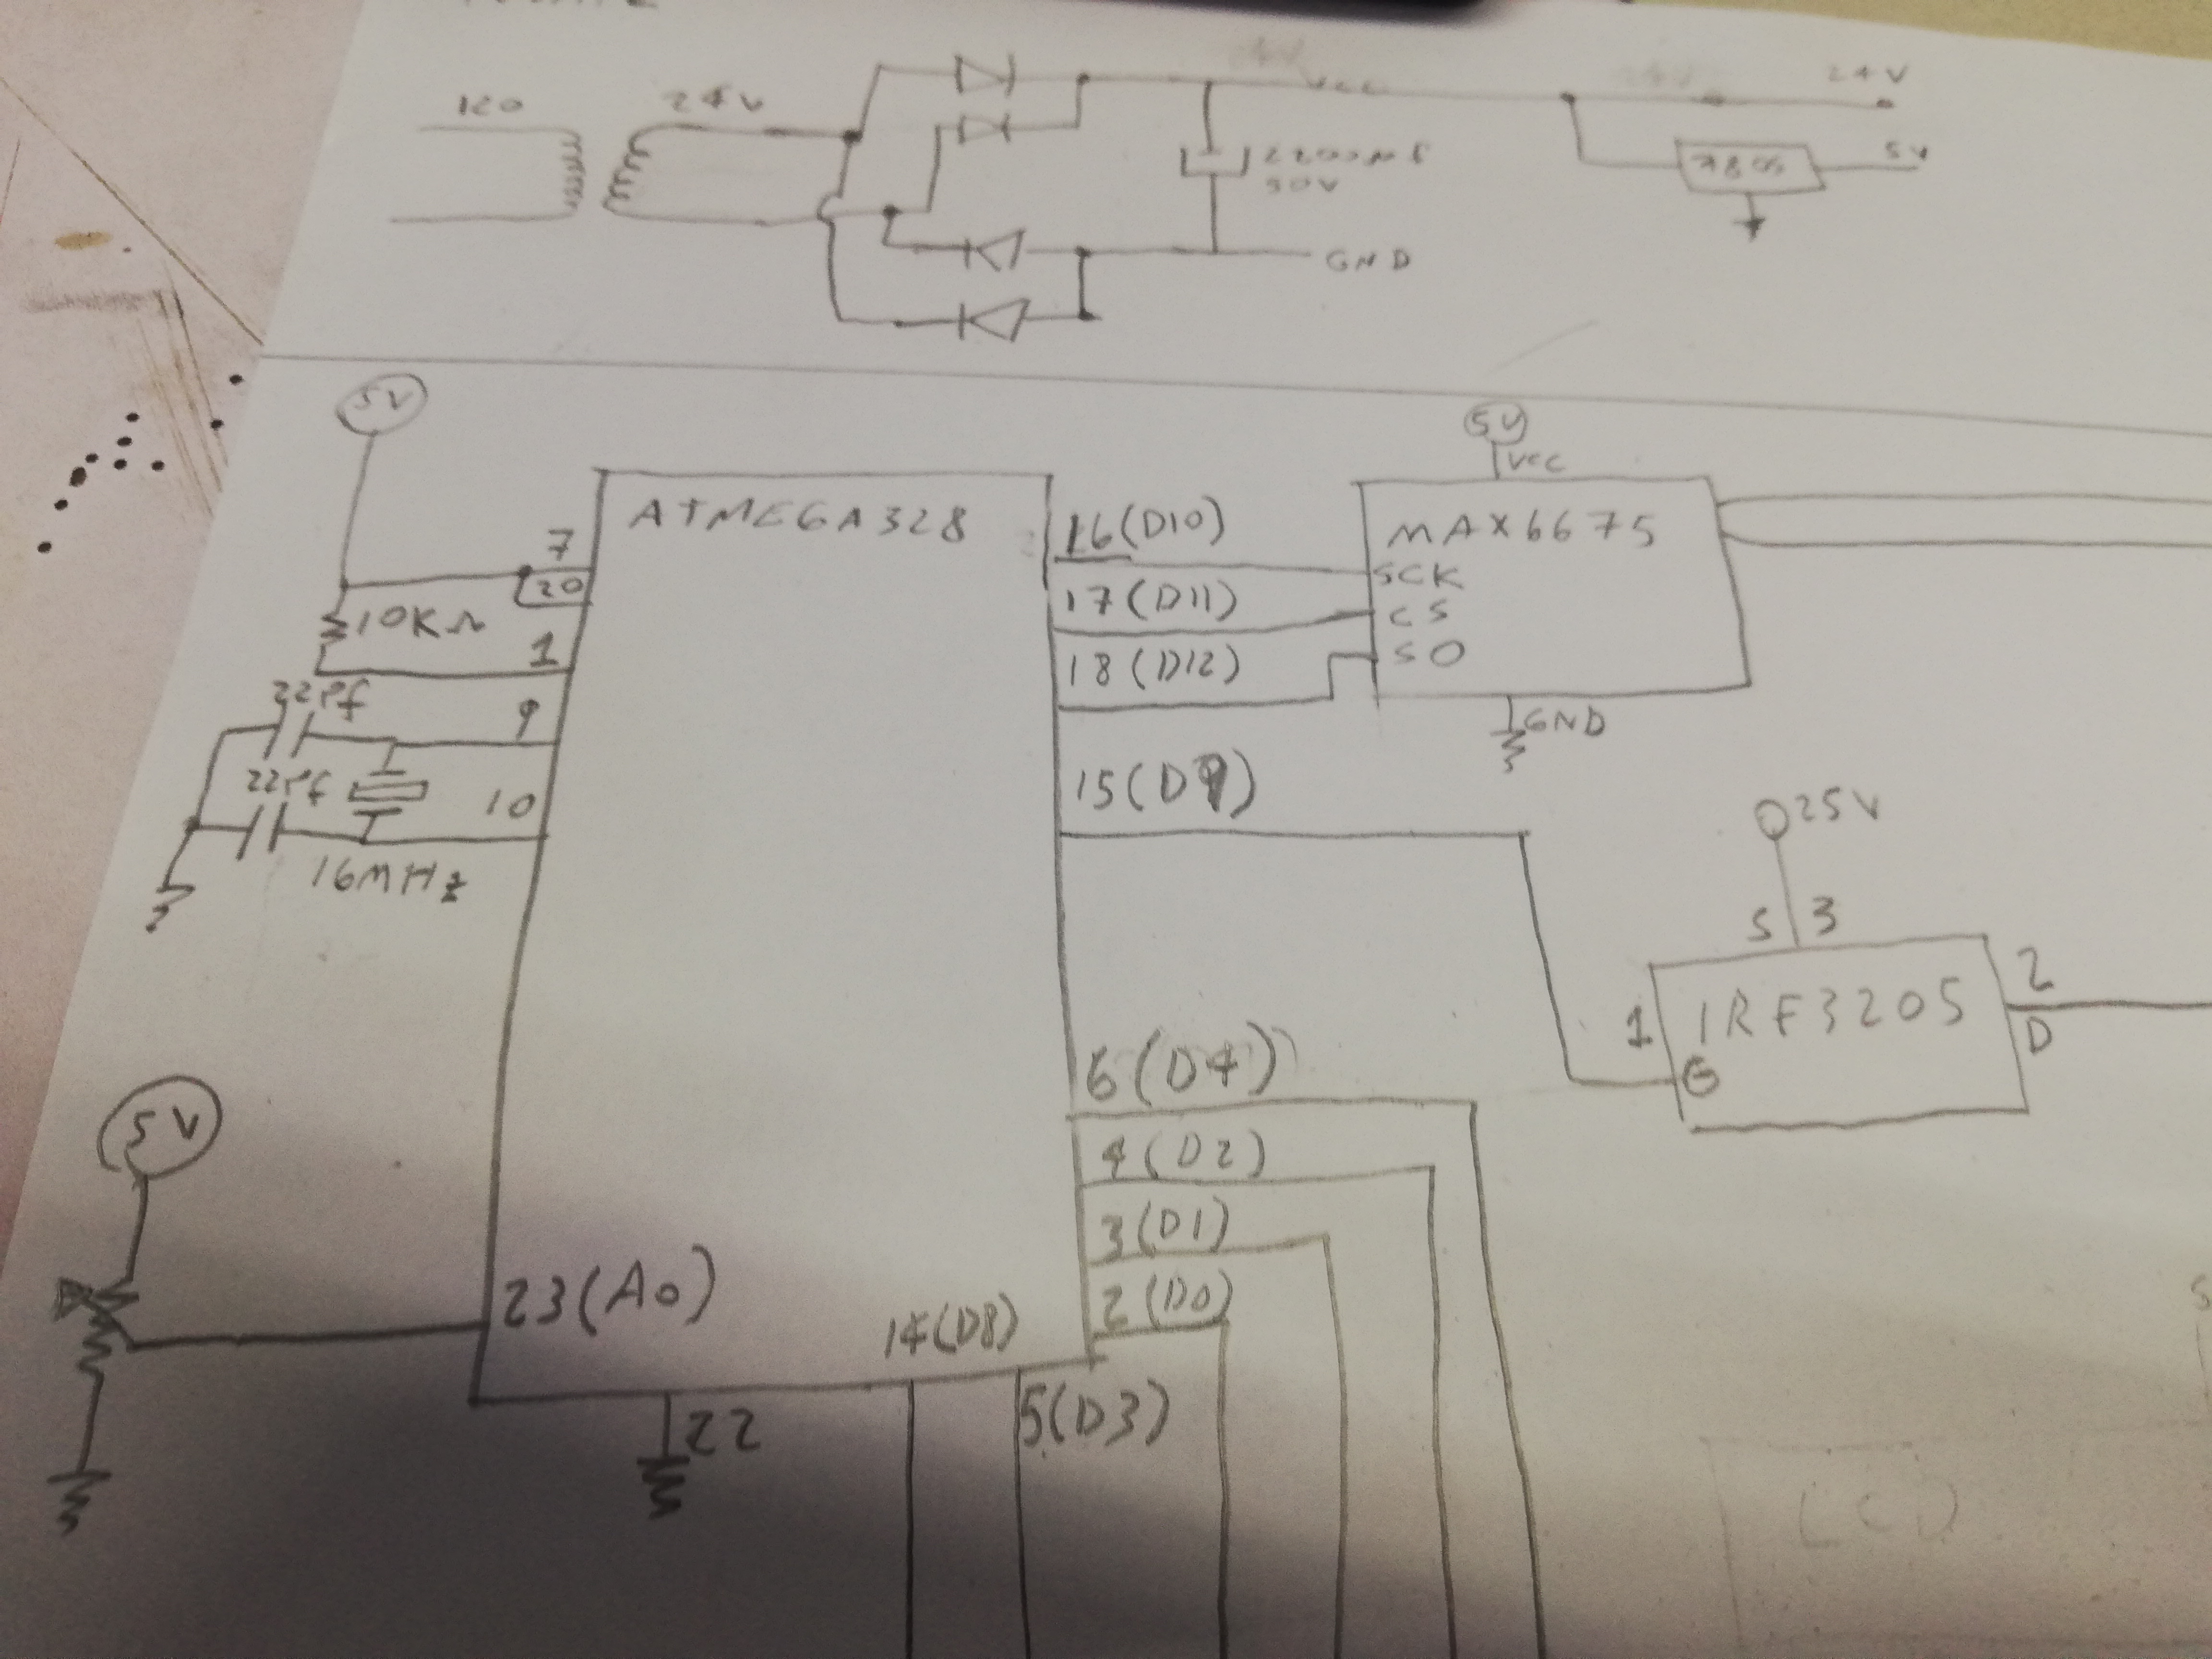 120
24V
VCC
24V
2200MF
50V
7805
5V
GND
5V
5V
VCC
ATMEGA328
7
20
10KΩ
1
22pf
9
22pf
10
16MHz
16(D10)
17(D11)
18(D12)
15(D9)
MAX6675
SCK
CS
SO
GND
25V
S 3
1
IRF3205
G
2
D
6(D4)
4(D2)
3(D1)
2(D0)
5V
23(A0)
14(D8)
5(D3)
22
LCD